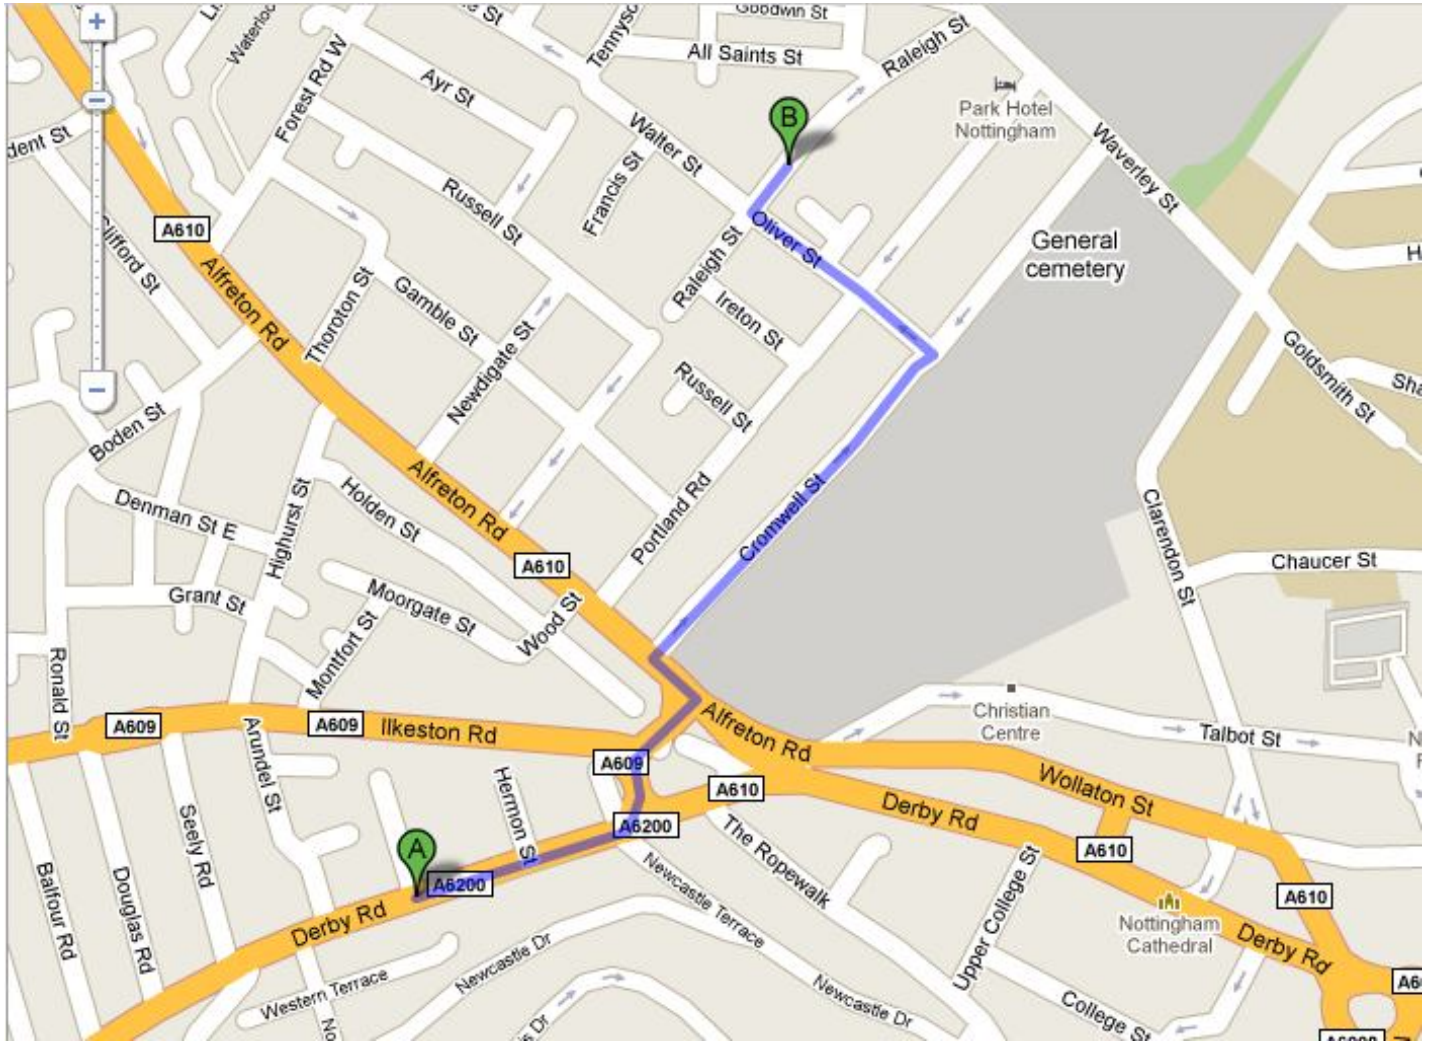 Goodwin St
All Saints St
Raleigh St
Ayr St
Forest Rd W
Park Hotel
Nottingham
B
Walter St
Waverley St
dent St
Francis St
Russell St
A610
Clifford St
Oliver St
General
cemetery
Alfreton Rd
Thoroton St
Gamble St
Raleigh St
Ireton St
Newdigate St
Goldsmith St
Russell St
Boden St
Alfreton Rd
Holden St
Portland Rd
Cromwell St
Denman St E
Highurst St
Clarendon St
A610
Chaucer St
Grant St
Moorgate St
Wood St
Montfort St
Ronald St
A609
A609
Ilkeston Rd
Alfreton Rd
Christian
Centre
Talbot St
Arundel St
A609
A610
Wollaton St
Hermon St
Derby Rd
A6200
Seely Rd
The Ropewalk
A
A6200
A610
Upper College St
Balfour Rd
Douglas Rd
Derby Rd
Newcastle Terrace
A610
Nottingham
Cathedral
Derby Rd
Western Terrace
Newcastle Dr
Newcastle Dr
College St